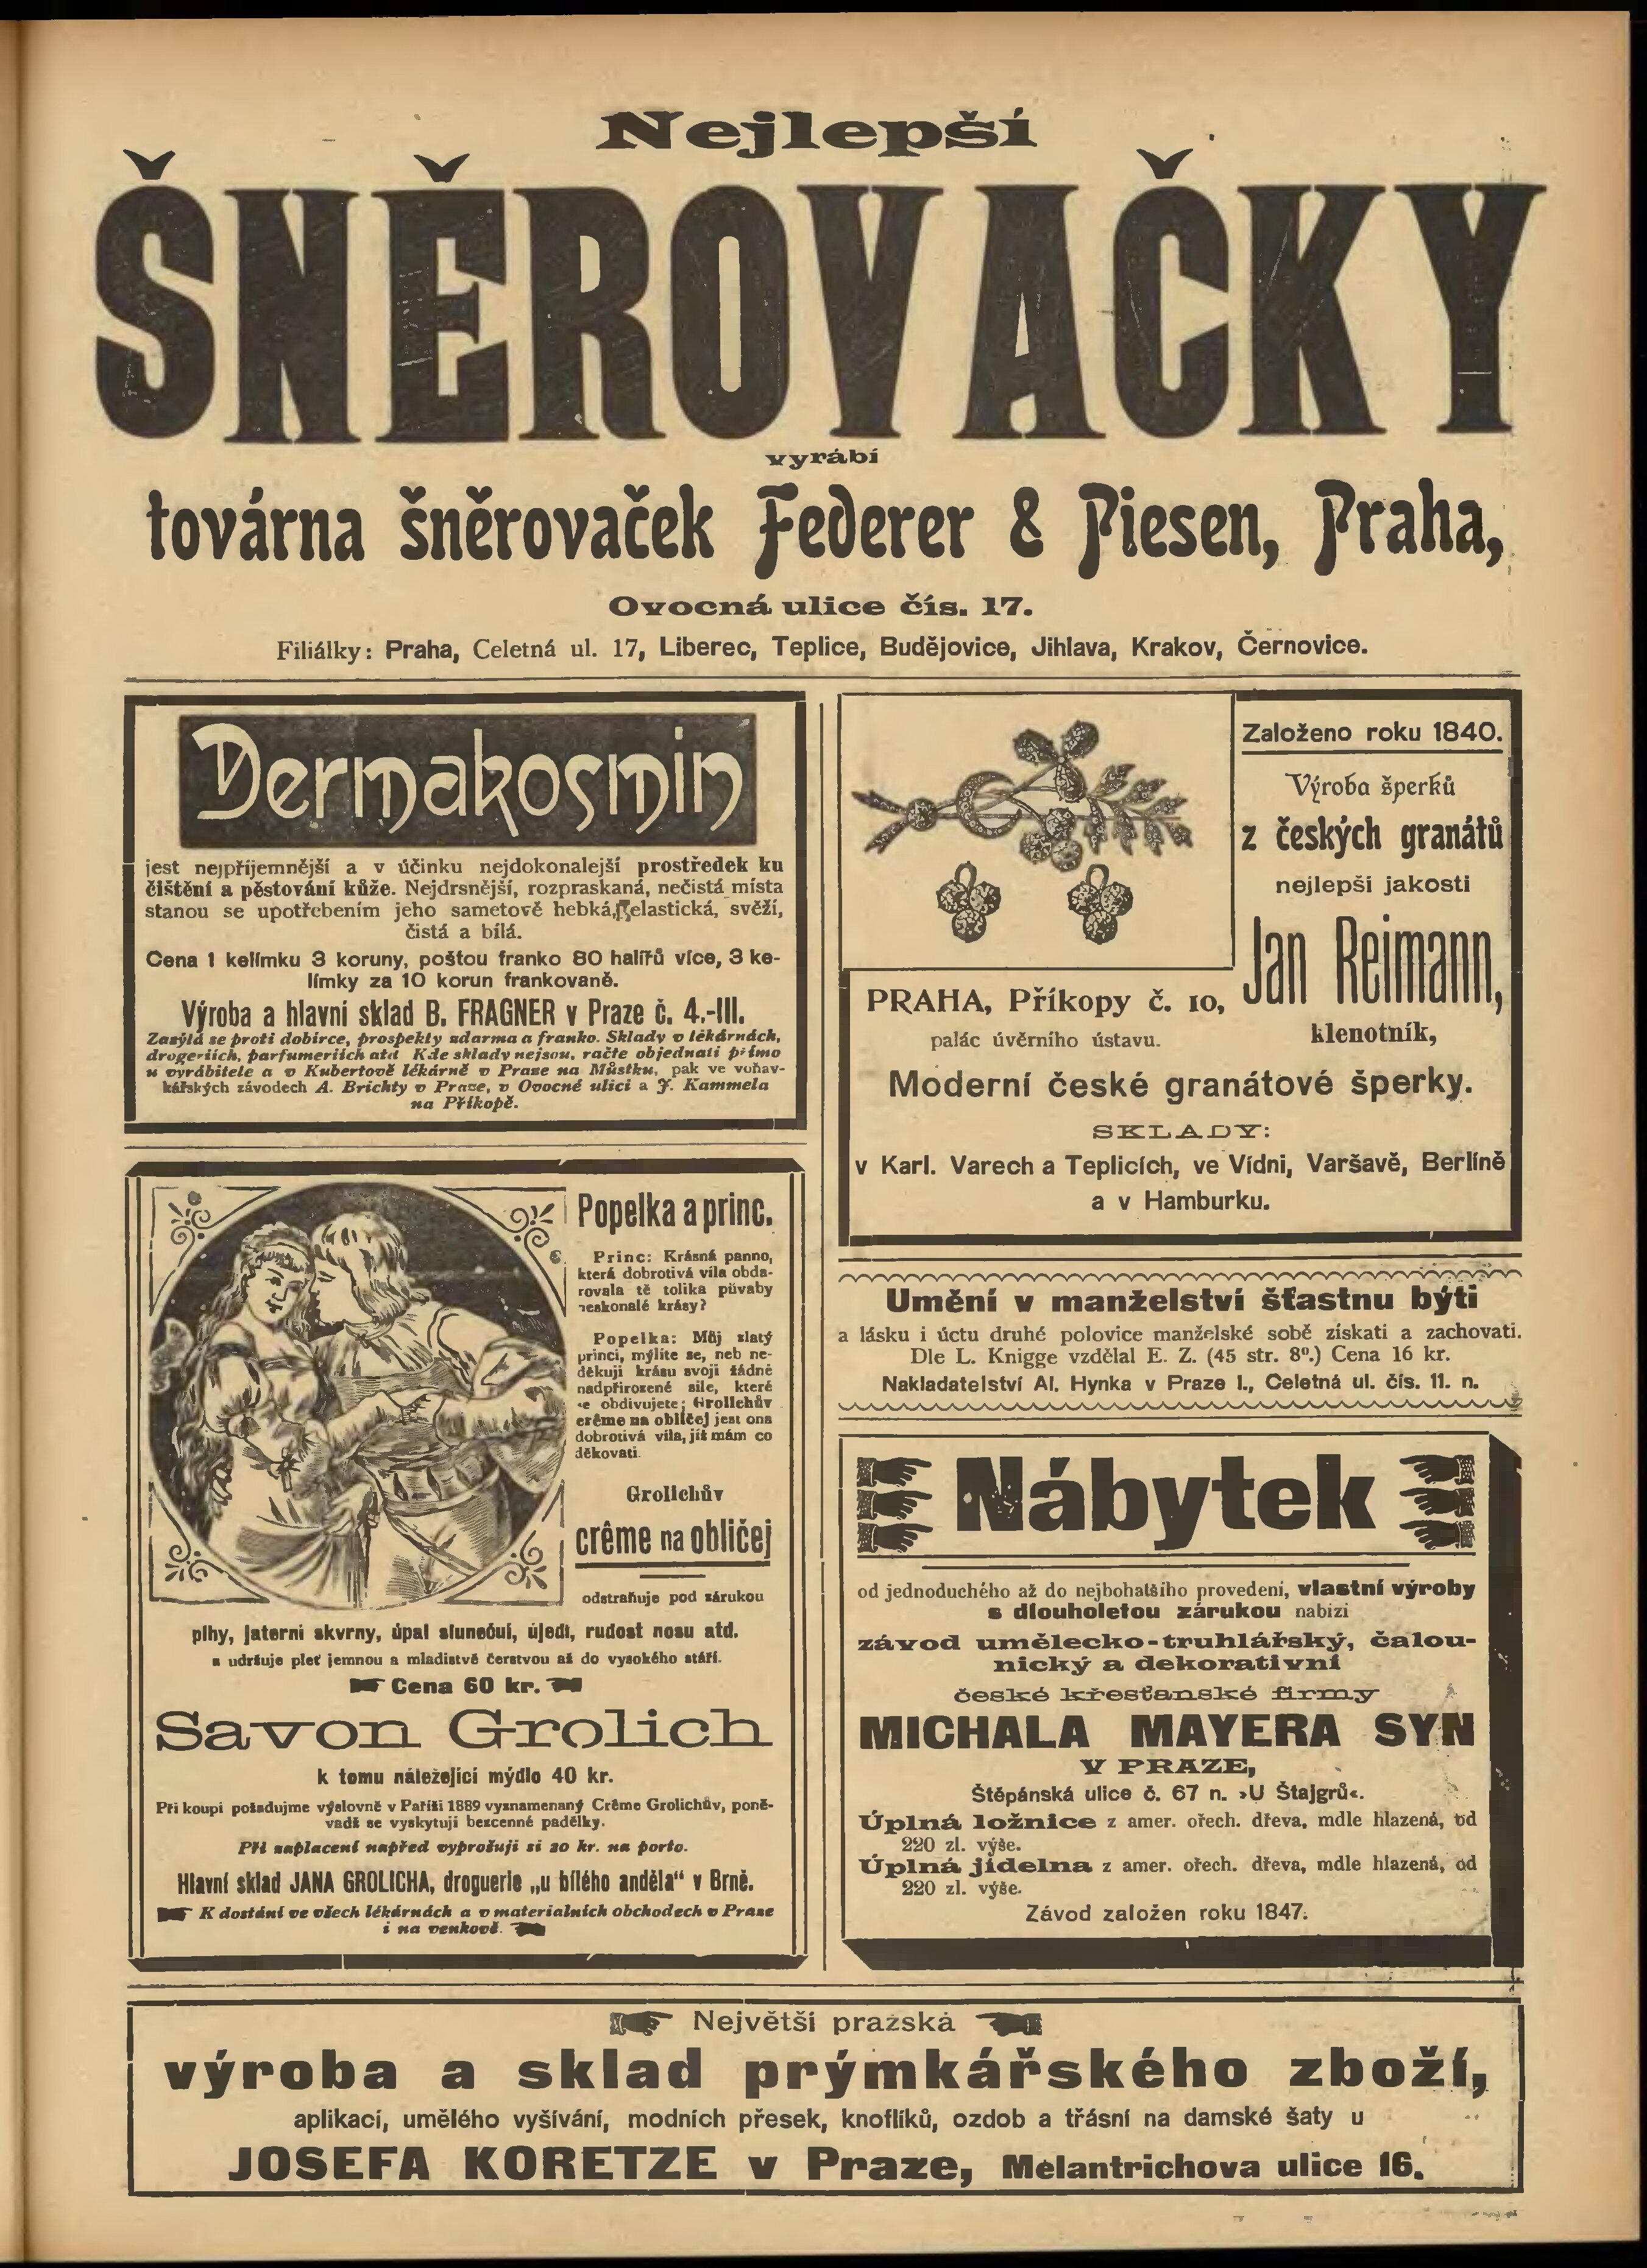 Nejlepší
ŠNĚROVAČKY
vyrábí
továrna šněrovaček Federer & Piesen, Praha,
Ovocná ulice čís. 17.
Filiálky: Praha, Celetná ul. 17, Liberec, Teplice, Budějovice, Jihlava, Krakov, Černovice.
Dermakosmin
jest nejpříjemnější a v účinku nejdokonalejší prostředek ku
čištění a pěstování kůže. Nejdrsnější, rozpraskaná, nečistá místa
stanou se upotřebením jeho sametově hebká, elastická, svěží,
čistá a bílá.
Cena 1 kelímku 3 koruny, poštou franko 80 halířů více, 3 ke-
límky za 10 korun frankovaně.
Výroba a hlavní sklad B. FRAGNER v Praze č. 4.-III.
Zasýlá se proti dobírce, prospekty zdarma a franko. Sklady v lékárnách,
drogeriích, parfumeriích atd Kde sklady nejsou, račte objednati přímo
u vyrábitele a v Kubertově lékárně v Praze na Můstku, pak ve voňav-
kářských závodech A. Brichty v Praze, v Ovocné ulici a J. Kammela
na Příkopě.
Založeno roku 1840.
Výroba šperků
z českých granátů
nejlepši jakosti
Jan Reimann,
klenotník,
PRAHA, Příkopy č. 10,
palác úvěrního ústavu.
Moderní české granátové šperky.
SKLADY:
v Karl. Varech a Teplicích, ve Vídni, Varšavě, Berlíně
a v Hamburku.
Popelka a princ.
Princ: Krásná panno,
která dobrotivá víla obda-
rovala tě tolika půvaby
neskonalé krásy?
Popelka: Můj zlatý
princi, mýlíte se, neb ne-
děkuji krásu svoji žádné
nadpřirozené síle, které
se obdivujete; Grolichův
crême na obličej jest ona
dobrotivá víla, jíž mám co
děkovati.
Grolichův
crême na obličej
odstraňuje pod zárukou
pihy, jaterní skvrny, úpal sluneční, újedi, rudost nosu atd.
a udržuje pleť jemnou a mladistvě čerstvou až do vysokého stáří.
Cena 60 kr.
Savon Grolich
k tomu náležející mýdlo 40 kr.
Při koupi požadujme výslovně v Paříži 1889 vyznamenaný Crême Grolichův, poně-
vadž se vyskytují bezcenné padělky.
Při zaplacení napřed vyprošuji si 20 kr. na porto.
Hlavní sklad JANA GROLICHA, droguerie „u bílého anděla“ v Brně.
K dostání ve všech lékárnách a v materialních obchodech v Praze
i na venkově.
Umění v manželství šťastnu býti
a lásku i úctu druhé polovice manželské sobě získati a zachovati.
Dle L. Knigge vzdělal E. Z. (45 str. 8º.) Cena 16 kr.
Nakladatelství Al. Hynka v Praze I., Celetná ul. čís. 11. n.
Nábytek
od jednoduchého až do nejbohatšího provedení, vlastní výroby
s dlouholetou zárukou nabizí
závod umělecko-truhlářský, čalou-
nický a dekorativní
české křesťanské firmy
MICHALA MAYERA SYN
V PRAZE,
Štěpánská ulice č. 67 n. »U Štajgrů«.
Úplná ložnice z amer. ořech. dřeva, mdle hlazená, od
220 zl. výše.
Úplná jídelna z amer. ořech. dřeva, mdle hlazená, od
220 zl. výše.
Závod založen roku 1847.
Největší pražská
výroba a sklad prýmkářského zboží,
aplikací, umělého vyšívání, modních přesek, knoflíků, ozdob a třásní na damské šaty u
JOSEFA KORETZE v Praze, Melantrichova ulice 16.